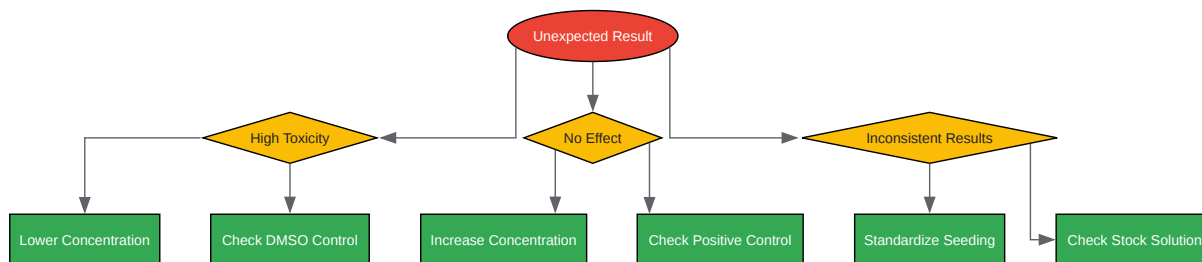 Unexpected Result
High Toxicity
No Effect
Inconsistent Results
Lower Concentration
Check DMSO Control
Increase Concentration
Check Positive Control
Standardize Seeding
Check Stock Solution